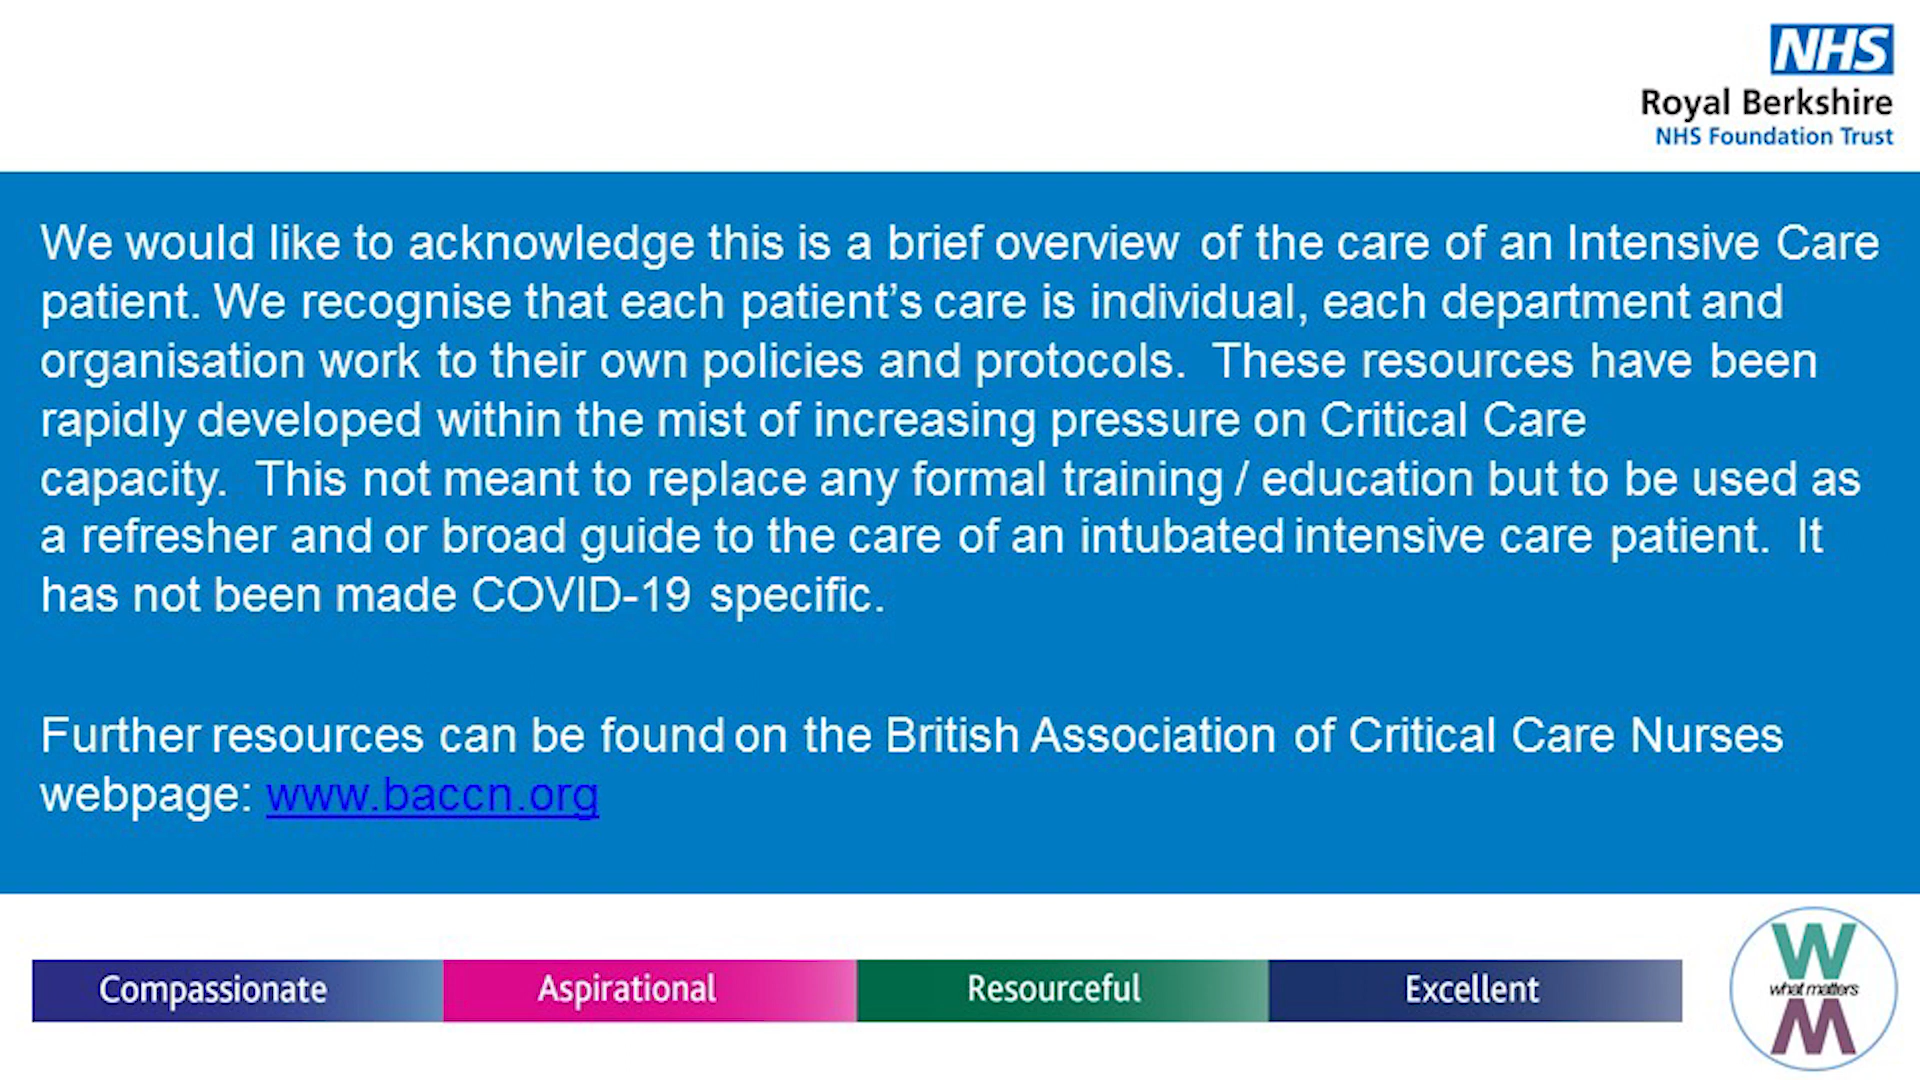 NHS
Royal Berkshire
NHS Foundation Trust
We would like to acknowledge this is a brief overview of the care of an Intensive Care
patient. We recognise that each patient’s care is individual, each department and
organisation work to their own policies and protocols. These resources have been
rapidly developed within the mist of increasing pressure on Critical Care
capacity. This not meant to replace any formal training / education but to be used as
a refresher and or broad guide to the care of an intubated intensive care patient. It
has not been made COVID-19 specific.
Further resources can be found on the British Association of Critical Care Nurses
webpage: www.baccn.org
Compassionate Aspirational Resourceful Excellent
W
what matters
M